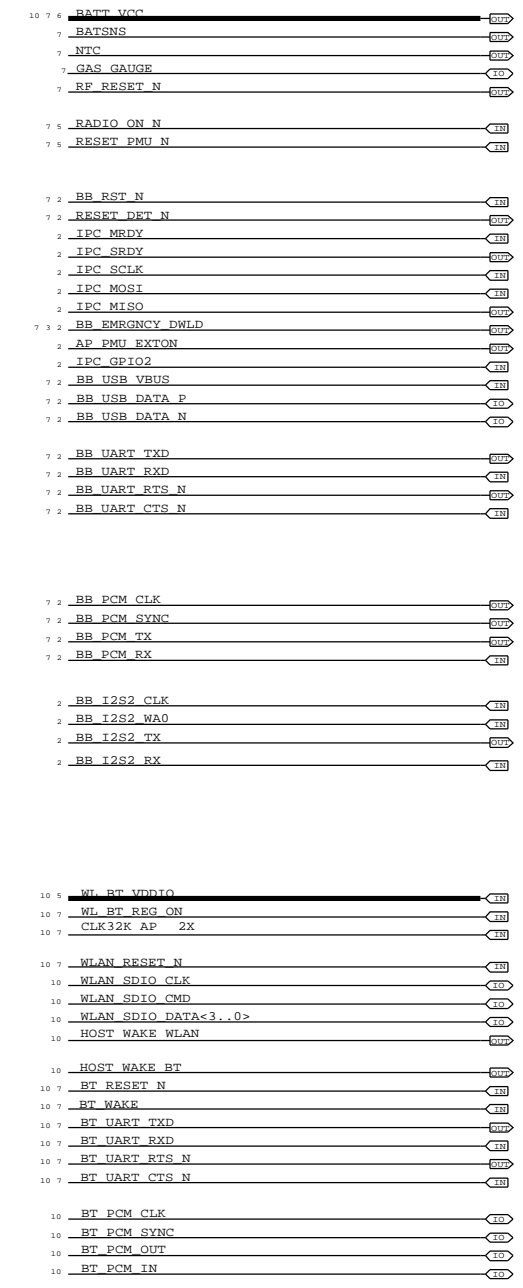 10 7 6 BATT_VCC OUT
7 BATSNS OUT
7 NTC OUT
7 GAS_GAUGE IO
7 RF_RESET_N OUT
7 5 RADIO_ON_N IN
7 5 RESET_PMU_N IN
7 2 BB_RST_N IN
7 2 RESET_DET_N OUT
2 IPC_MRDY IN
2 IPC_SRDY OUT
2 IPC_SCLK IN
2 IPC_MOSI IN
2 IPC_MISO OUT
7 3 2 BB_EMRGNCY_DWLD OUT
2 AP_PMU_EXTON OUT
2 IPC_GPIO2 IN
7 2 BB_USB_VBUS IN
7 2 BB_USB_DATA_P IO
7 2 BB_USB_DATA_N IO
7 2 BB_UART_TXD OUT
7 2 BB_UART_RXD IN
7 2 BB_UART_RTS_N OUT
7 2 BB_UART_CTS_N IN
7 2 BB_PCM_CLK OUT
7 2 BB_PCM_SYNC OUT
7 2 BB_PCM_TX OUT
7 2 BB_PCM_RX IN
2 BB_I2S2_CLK IN
2 BB_I2S2_WA0 IN
2 BB_I2S2_TX OUT
2 BB_I2S2_RX IN
10 5 WL_BT_VDDIO IN
10 7 WL_BT_REG_ON IN
10 7 CLK32K_AP 2X IN
10 7 WLAN_RESET_N IN
10 WLAN_SDIO_CLK IO
10 WLAN_SDIO_CMD IO
10 WLAN_SDIO_DATA<3..0> IO
10 HOST_WAKE_WLAN OUT
10 HOST_WAKE_BT OUT
10 7 BT_RESET_N IN
10 7 BT_WAKE IN
10 7 BT_UART_TXD OUT
10 7 BT_UART_RXD IN
10 7 BT_UART_RTS_N OUT
10 7 BT_UART_CTS_N IN
10 BT_PCM_CLK IO
10 BT_PCM_SYNC IO
10 BT_PCM_OUT IO
10 BT_PCM_IN IO